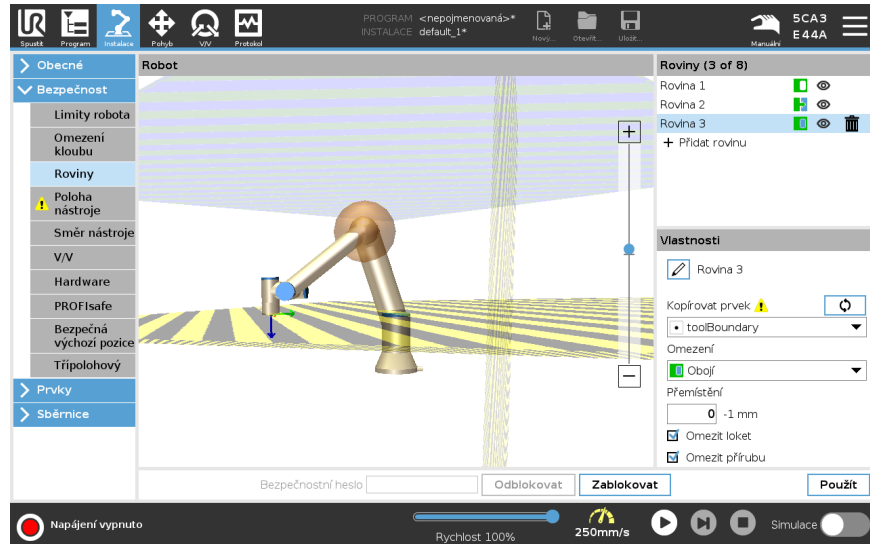 PROGRAM <nepojmenovaná>*
INSTALACE default_1*
Spustit
Program
Instalace
Pohyb
V/V
Protokol
Nový...
Otevřít...
Uložit...
Manuální
5CA3
E44A
Obecné
Bezpečnost
Limity robota
Omezení
kloubu
Roviny
Poloha
nástroje
Směr nástroje
V/V
Hardware
PROFIsafe
Bezpečná
výchozí pozice
Třípolohový
Prvky
Sběrnice
Robot
Roviny (3 of 8)
Rovina 1
Rovina 2
Rovina 3
+ Přidat rovinu
Vlastnosti
Rovina 3
Kopírovat prvek
toolBoundary
Omezení
Obojí
Přemístění
0 -1 mm
Omezit loket
Omezit přírubu
Bezpečnostní heslo
Odblokovat
Zablokovat
Použít
Napájení vypnuto
Rychlost 100%
250mm/s
Simulace